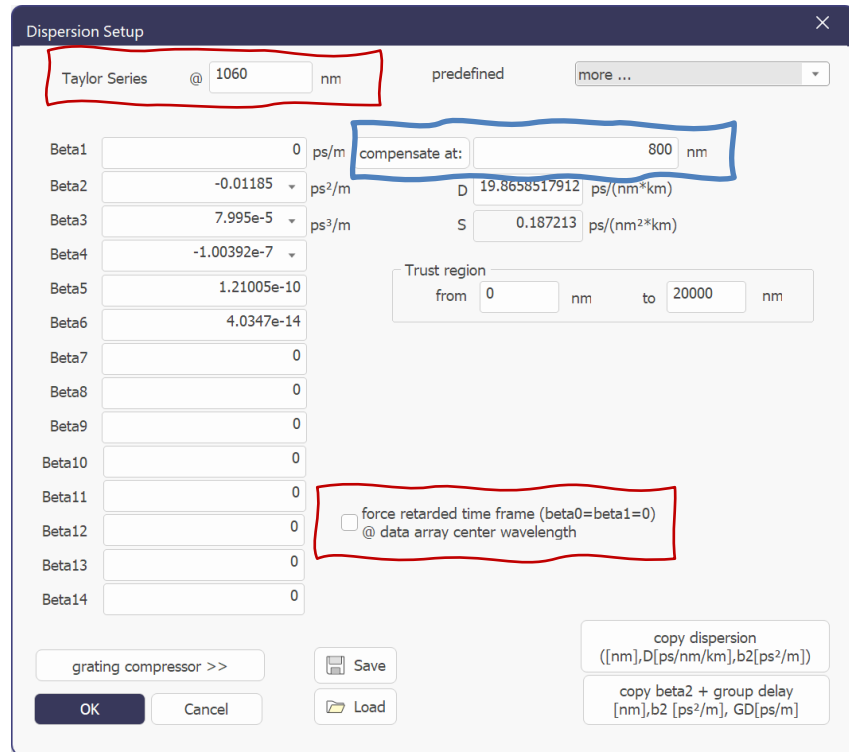 Dispersion Setup
Taylor Series @ 1060 nm
predefined more ...
Beta1 0 ps/m compensate at: 800 nm
Beta2 -0.01185 ps²/m D 19.8658517912 ps/(nm*km)
Beta3 7.995e-5 ps³/m S 0.187213 ps/(nm²*km)
Beta4 -1.00392e-7
Trust region
Beta5 1.21005e-10 from 0 nm to 20000 nm
Beta6 4.0347e-14
Beta7 0
Beta8 0
Beta9 0
Beta10 0
Beta11 0
force retarded time frame (beta0=beta1=0)
@ data array center wavelength
Beta12 0
Beta13 0
Beta14 0
copy dispersion
([nm],D[ps/nm/km],b2[ps²/m])
grating compressor >> Save
copy beta2 + group delay
[nm],b2 [ps²/m], GD[ps/m]
OK Cancel Load